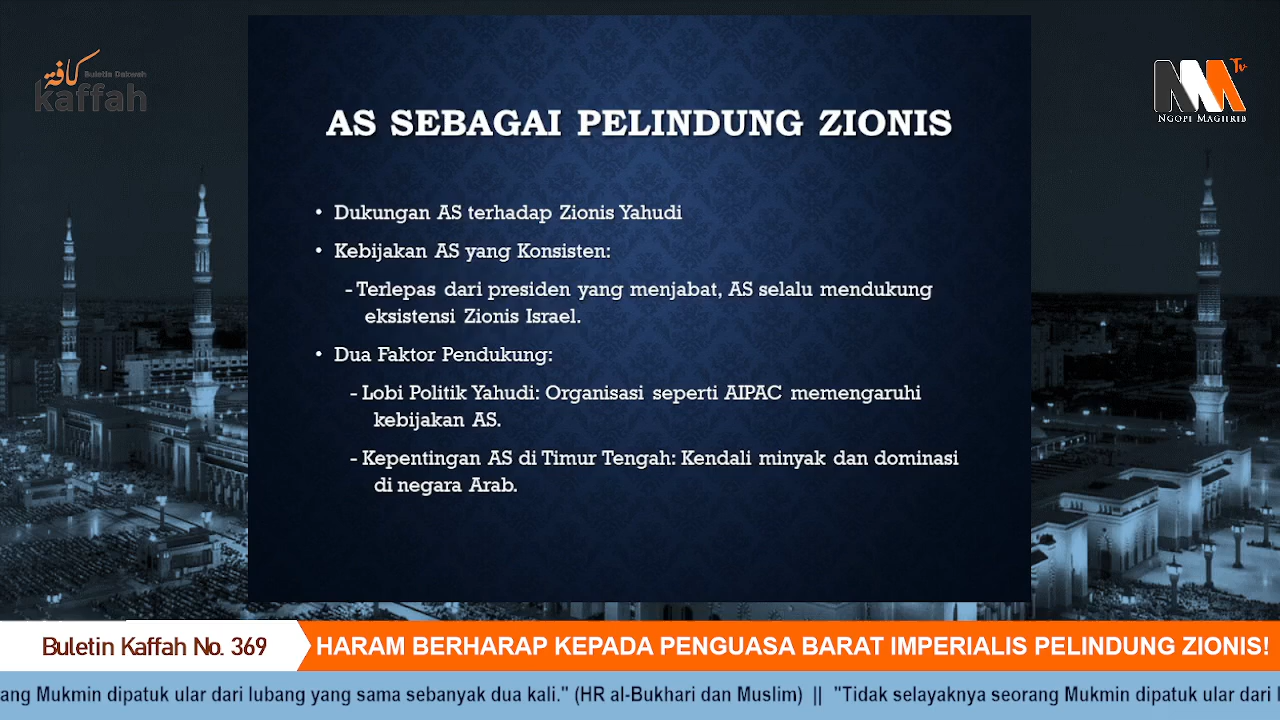 كافة
Buletin Dakwah
kaffah
Tv
NGOPI MAGHRIB
AS SEBAGAI PELINDUNG ZIONIS
• Dukungan AS terhadap Zionis Yahudi
• Kebijakan AS yang Konsisten:
- Terlepas dari presiden yang menjabat, AS selalu mendukung
eksistensi Zionis Israel.
• Dua Faktor Pendukung:
- Lobi Politik Yahudi: Organisasi seperti AIPAC memengaruhi
kebijakan AS.
- Kepentingan AS di Timur Tengah: Kendali minyak dan dominasi
di negara Arab.
Buletin Kaffah No. 369
HARAM BERHARAP KEPADA PENGUASA BARAT IMPERIALIS PELINDUNG ZIONIS!
ang Mukmin dipatuk ular dari lubang yang sama sebanyak dua kali." (HR al-Bukhari dan Muslim) || "Tidak selayaknya seorang Mukmin dipatuk ular dari